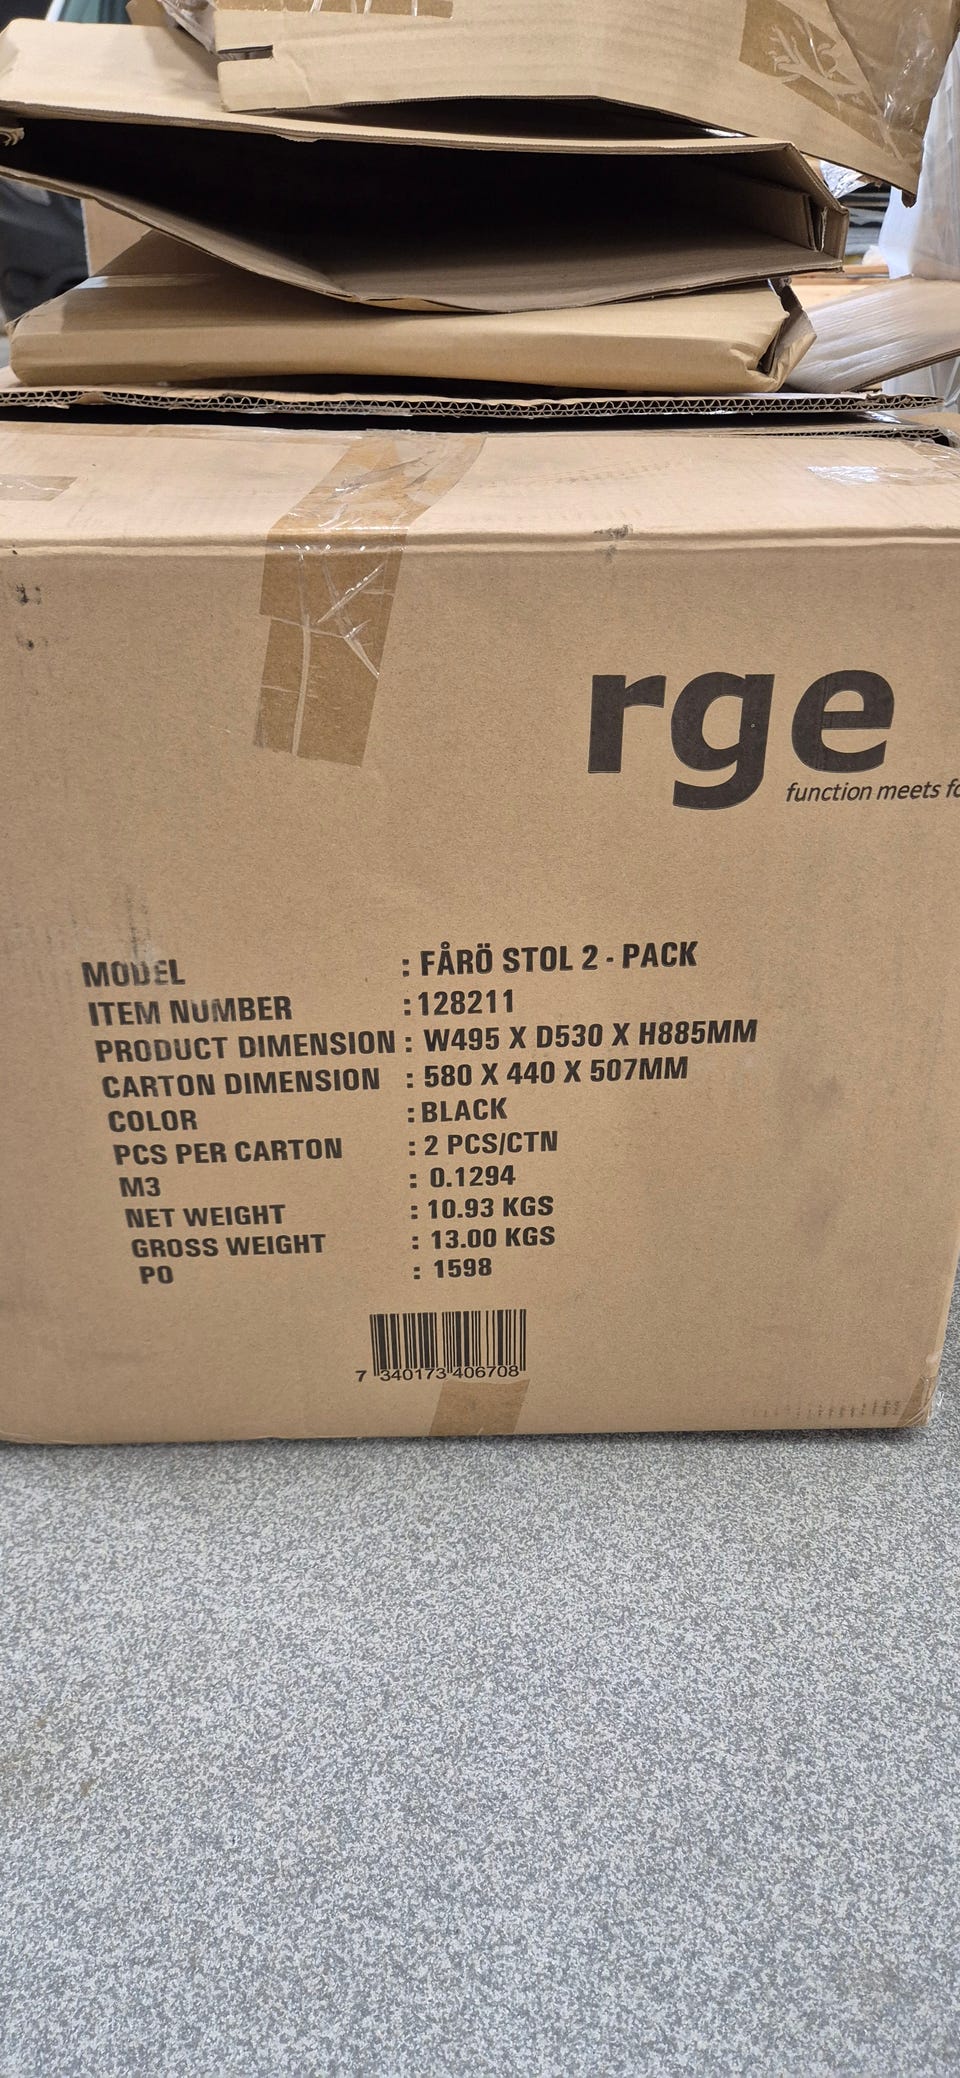 rge
function meets
MODEL : FÅRÖ STOL 2 - PACK
ITEM NUMBER : 128211
PRODUCT DIMENSION : W495 X D530 X H885MM
CARTON DIMENSION : 580 X 440 X 507MM
COLOR : BLACK
PCS PER CARTON : 2 PCS/CTN
M3 : 0.1294
NET WEIGHT : 10.93 KGS
GROSS WEIGHT : 13.00 KGS
PO : 1598
7 340173 406708